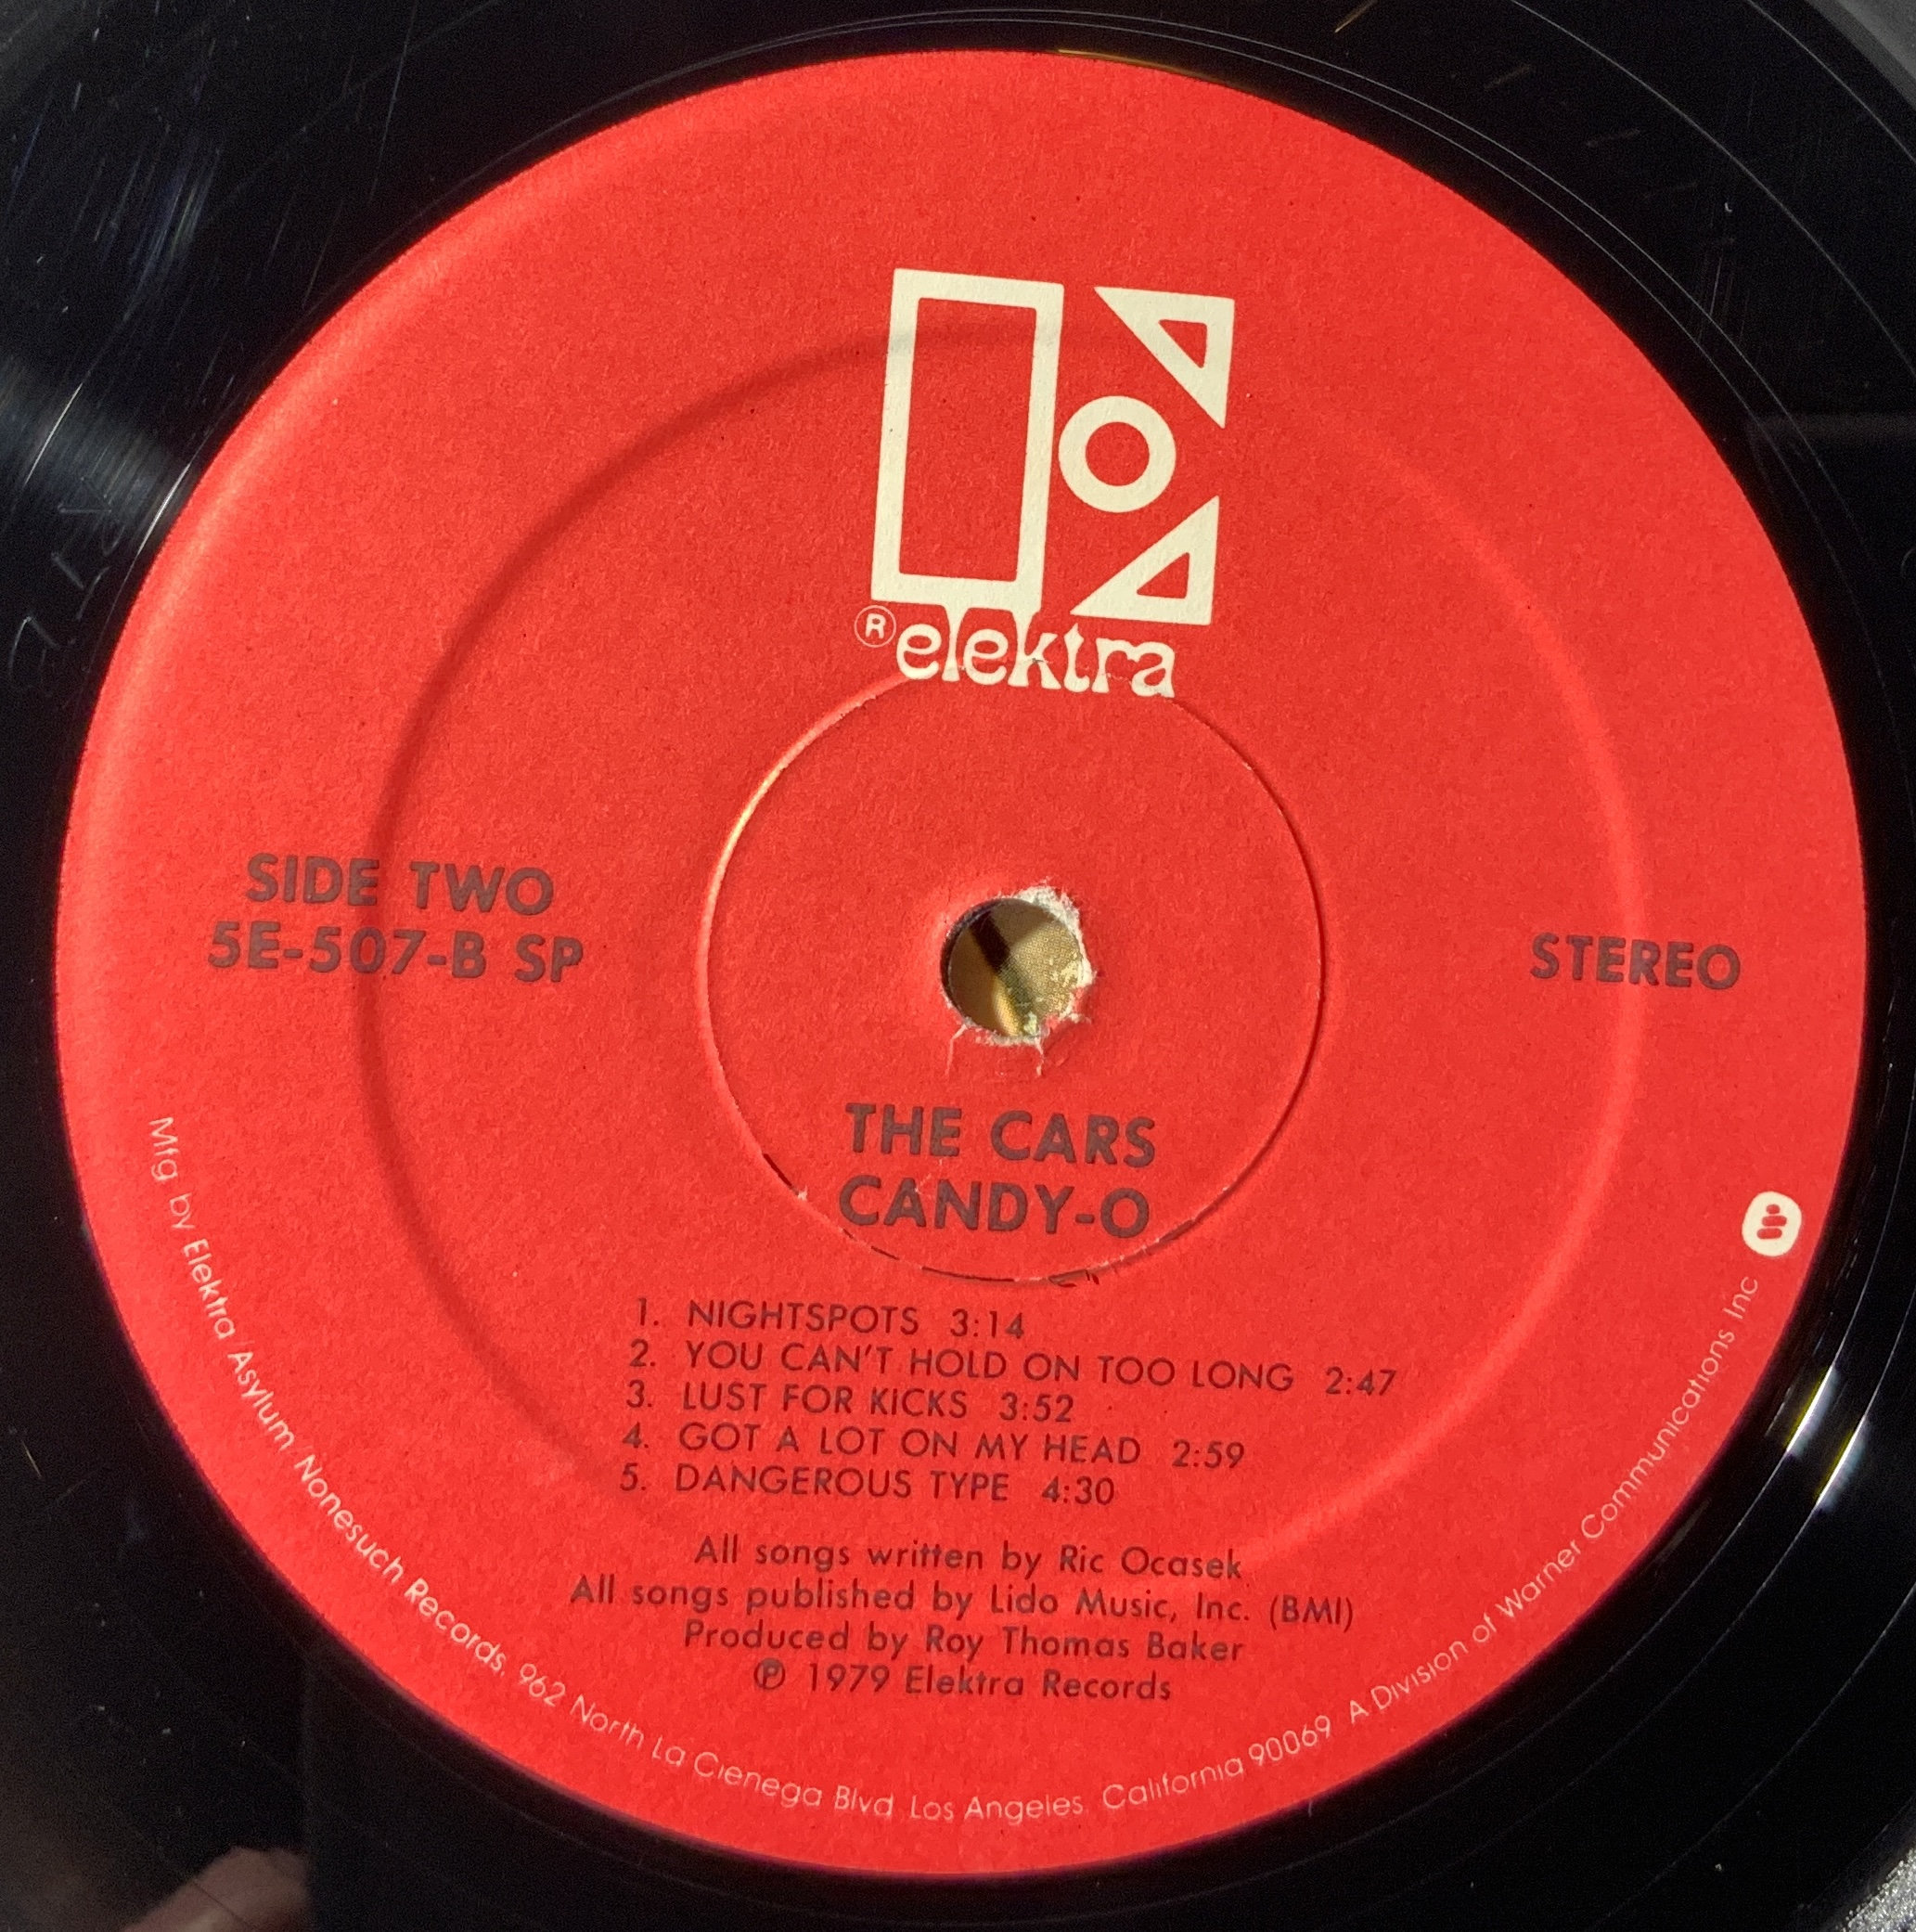 ® elektra
SIDE TWO
5E-507-B SP
STEREO
THE CARS
CANDY-O
1. NIGHTSPOTS 3:14
2. YOU CAN'T HOLD ON TOO LONG 2:47
3. LUST FOR KICKS 3:52
4. GOT A LOT ON MY HEAD 2:59
5. DANGEROUS TYPE 4:30
All songs written by Ric Ocasek
All songs published by Lido Music, Inc. (BMI)
Produced by Roy Thomas Baker
℗ 1979 Elektra Records
Mfg by Elektra/Asylum/Nonesuch Records, 962 North La Cienega Blvd Los Angeles, California 90069 A Division of Warner Communications Inc